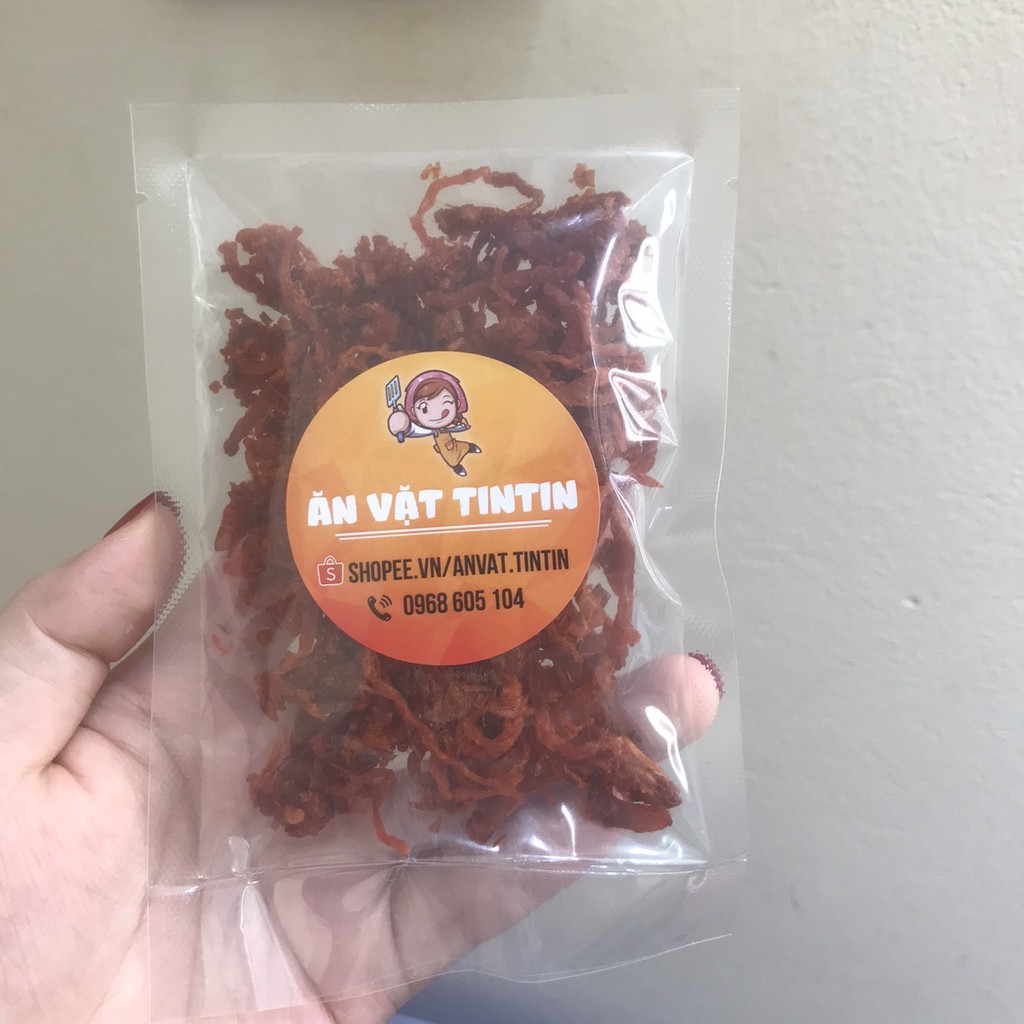 ĂN VẶT TINTIN
SHOPEE.VN/ANVAT.TINTIN
0968 605 104